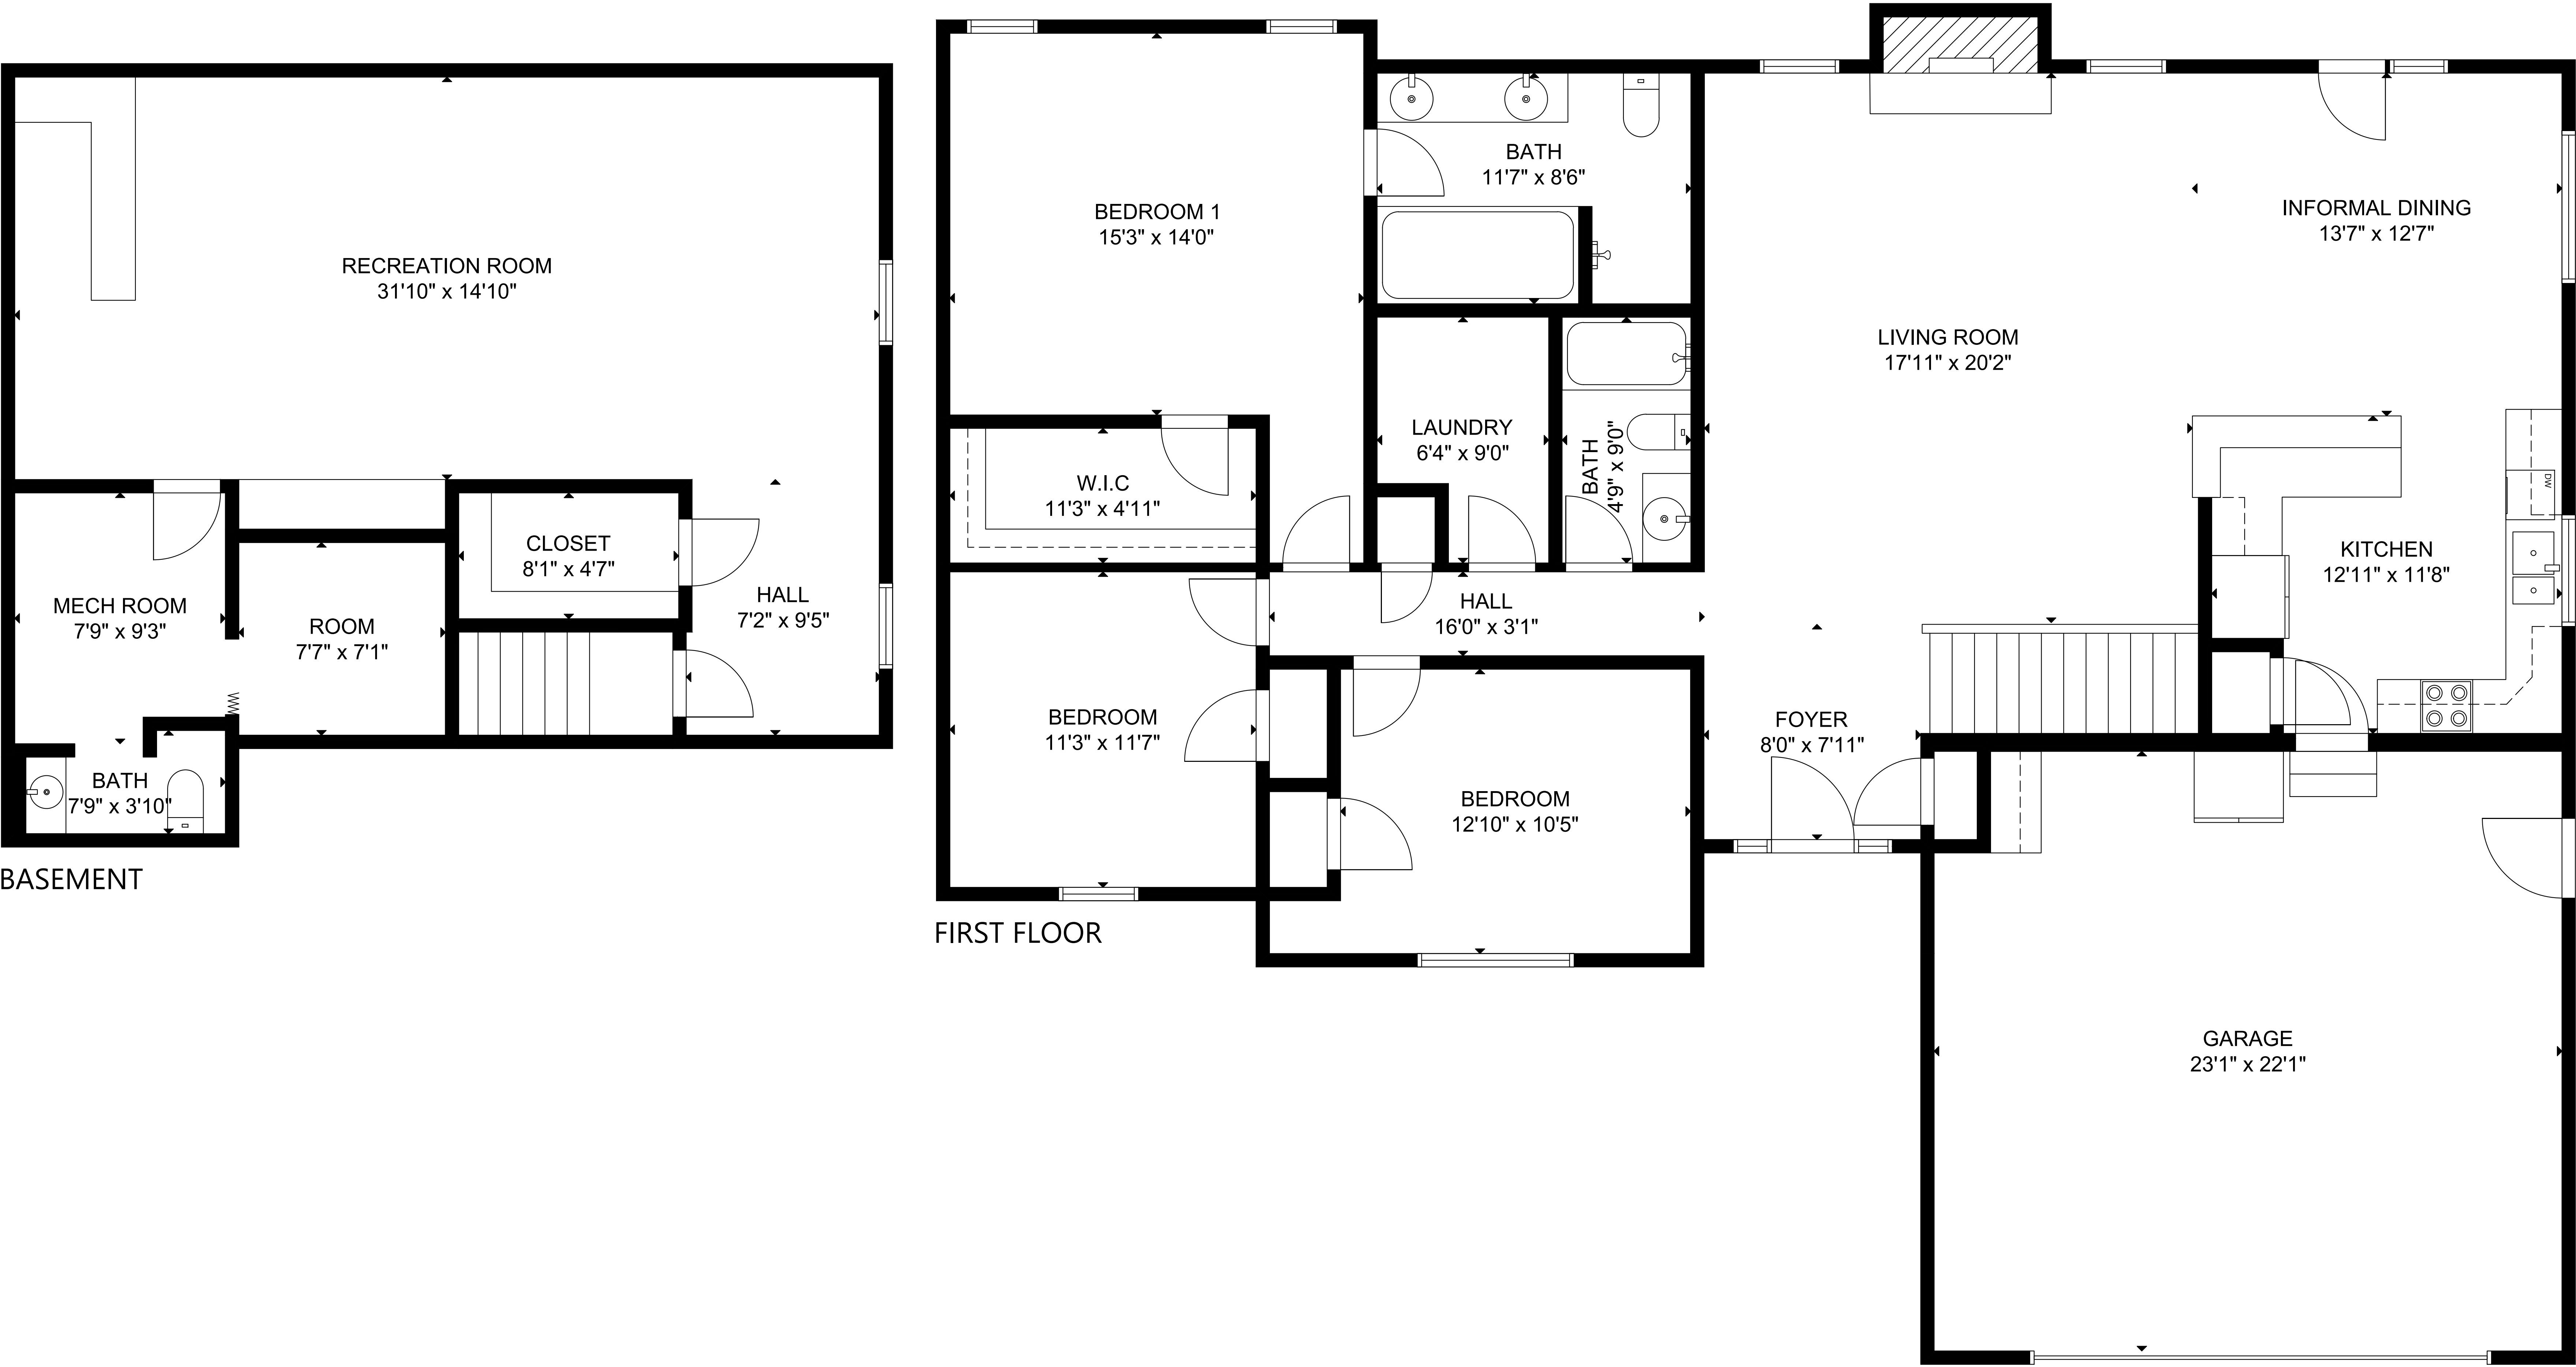 RECREATION ROOM
31'10" x 14'10"
MECH ROOM
7'9" x 9'3"
ROOM
7'7" x 7'1"
CLOSET
8'1" x 4'7"
HALL
7'2" x 9'5"
BATH
7'9" x 3'10"
BASEMENT
BEDROOM 1
15'3" x 14'0"
BATH
11'7" x 8'6"
W.I.C
11'3" x 4'11"
LAUNDRY
6'4" x 9'0"
BATH
4'9" x 9'0"
LIVING ROOM
17'11" x 20'2"
INFORMAL DINING
13'7" x 12'7"
DW
KITCHEN
12'11" x 11'8"
HALL
16'0" x 3'1"
BEDROOM
11'3" x 11'7"
BEDROOM
12'10" x 10'5"
FOYER
8'0" x 7'11"
GARAGE
23'1" x 22'1"
FIRST FLOOR